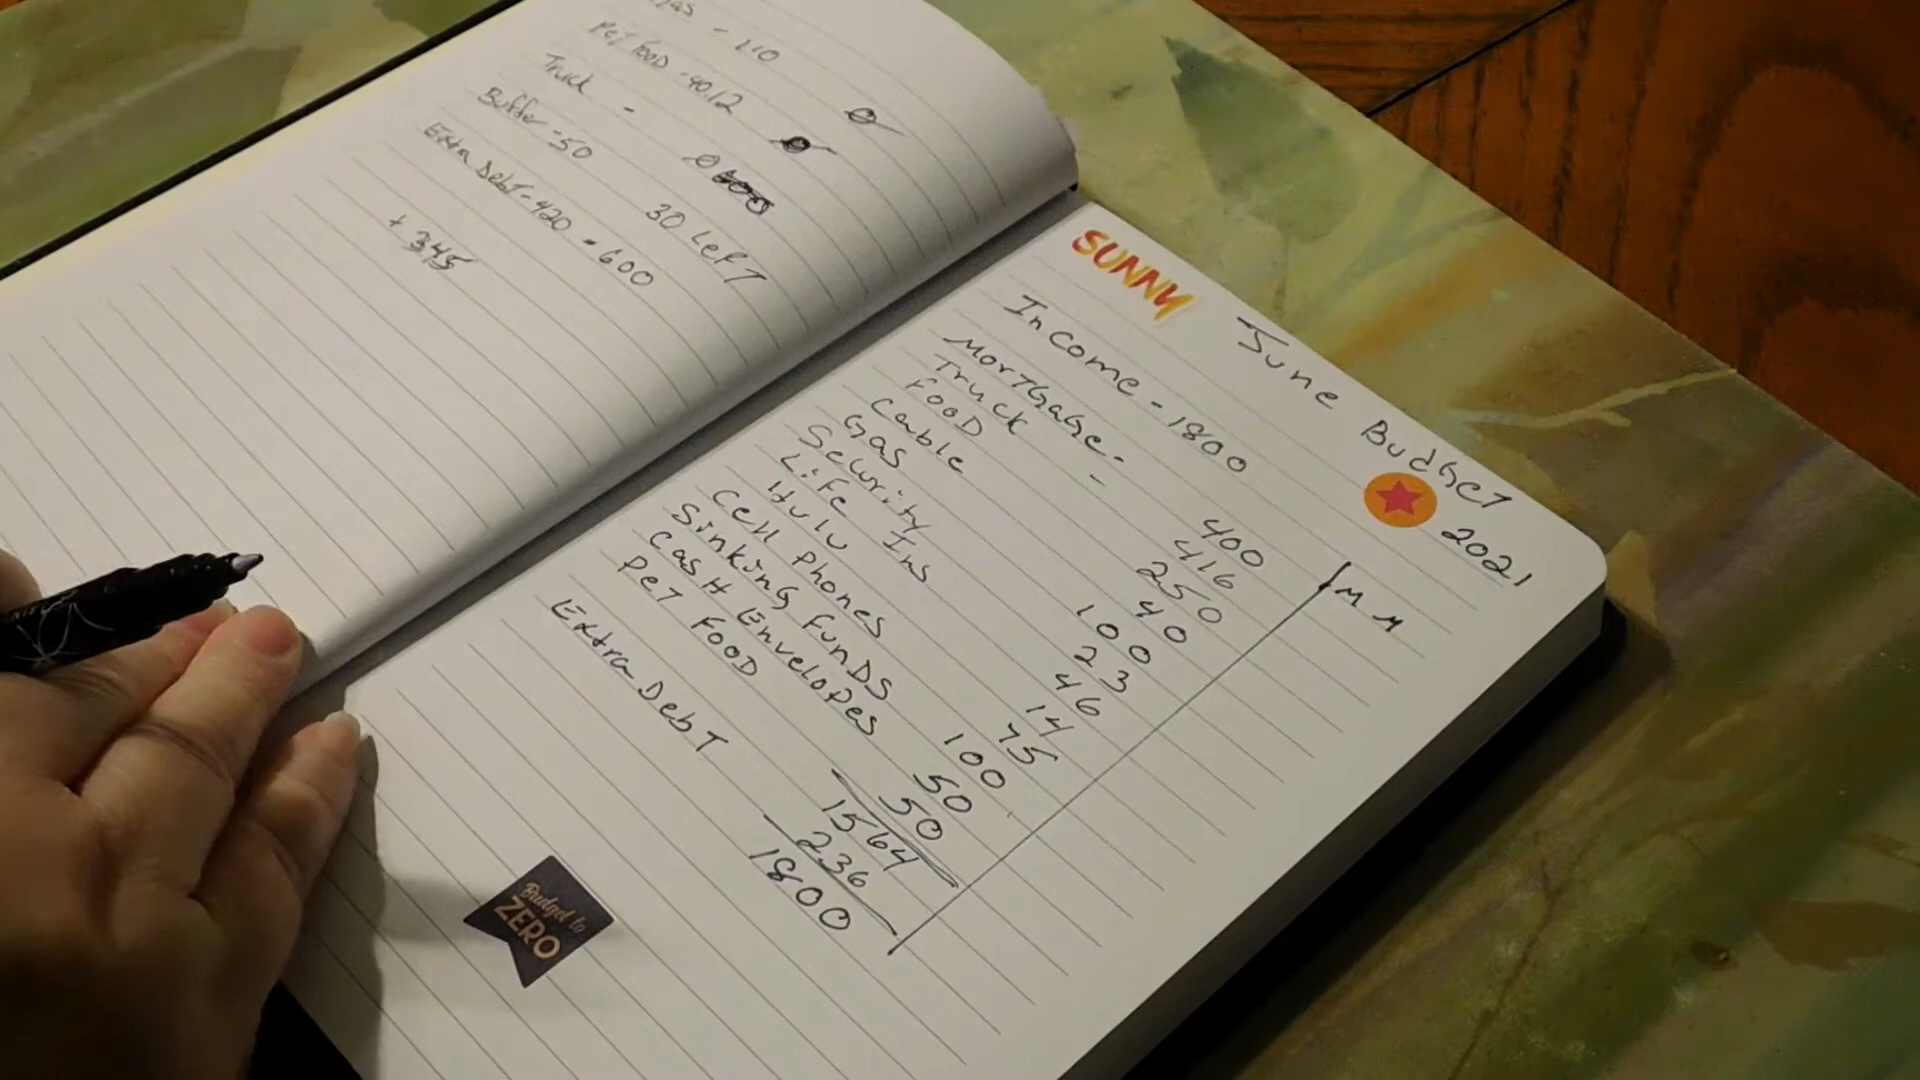 - 110
Pet Food - 40.12
Truck -
Buffer - 50
30 Left
Extra Debt - 420 = 600
+ 345
SUNNY
June Budget
2021
Income - 1800
MM
Mortgage - 400
Truck - 416
Food 250
Cable 40
Gas 100
Security 23
Life Ins 46
Hulu 14
Cell Phones 75
Sinking Funds 100
Cash Envelopes 50
Pet Food 50
1564
Extra Debt 236
1800
Budget to
ZERO